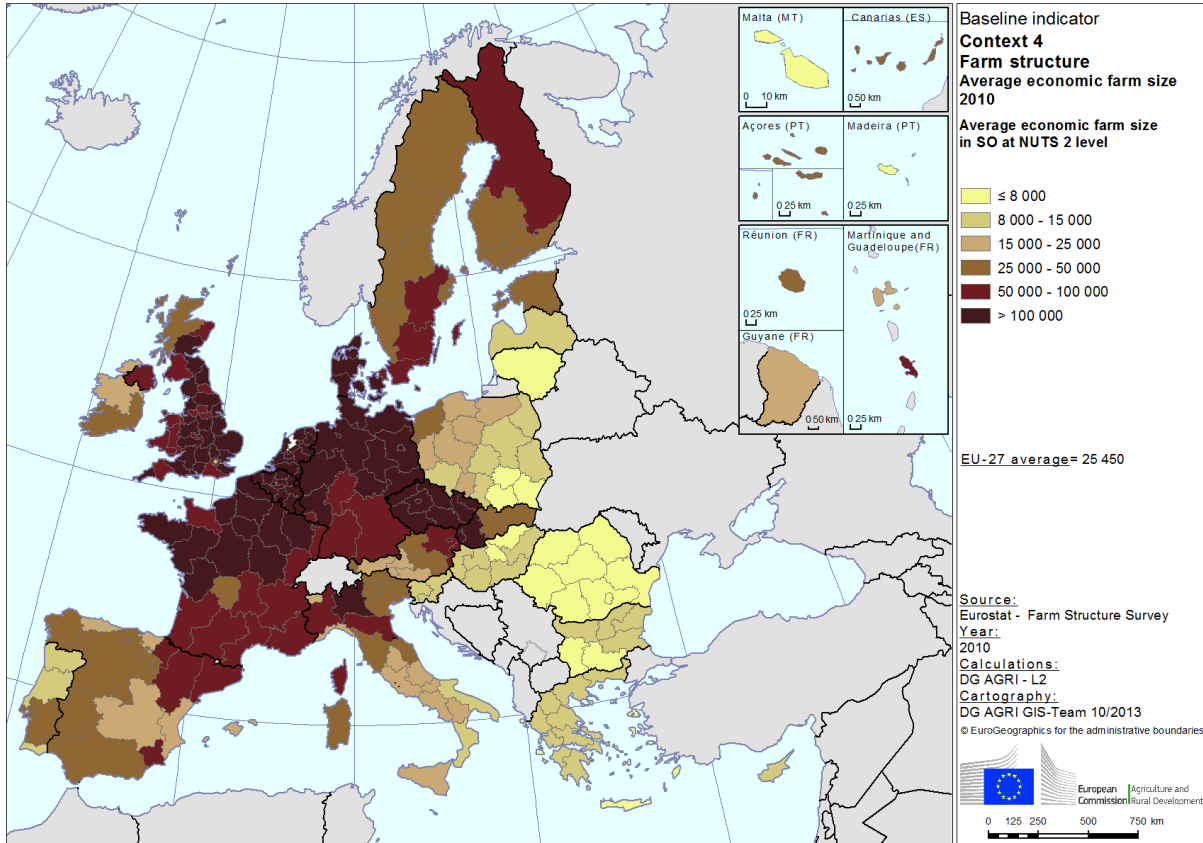 Malta (MT)
0 10 km
Canarias (ES)
0 50 km
Açores (PT)
0 25 km
0 25 km
Madeira (PT)
0 25 km
Réunion (FR)
0 25 km
Martinique and
Guadeloupe(FR)
0 25 km
Guyane (FR)
0 50 km
Baseline indicator
Context 4
Farm structure
Average economic farm size
2010
Average economic farm size
in SO at NUTS 2 level
≤ 8 000
8 000 - 15 000
15 000 - 25 000
25 000 - 50 000
50 000 - 100 000
> 100 000
EU-27 average= 25 450
Source:
Eurostat - Farm Structure Survey
Year:
2010
Calculations:
DG AGRI - L2
Cartography:
DG AGRI GIS-Team 10/2013
© EuroGeographics for the administrative boundaries
European
Commission
Agriculture and
Rural Development
0 125 250 500 750 km